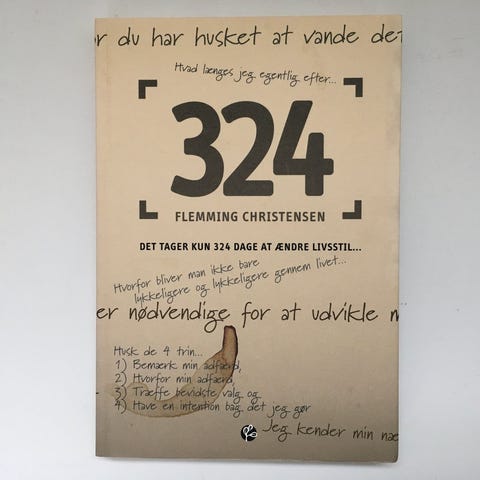 r du har husket at vande det
Hvad længes jeg egentlig efter...
324
FLEMMING CHRISTENSEN
DET TAGER KUN 324 DAGE AT ÆNDRE LIVSSTIL...
Hvorfor bliver man ikke bare
lykkeligere og lykkeligere gennem livet...
er nødvendige for at udvikle m
Husk de 4 trin...
1) Bemærk min adfærd,
2) Hvorfor min adfærd,
3) Træffe bevidste valg og
4) Have en intention bag det jeg gør
Jeg kender min næ